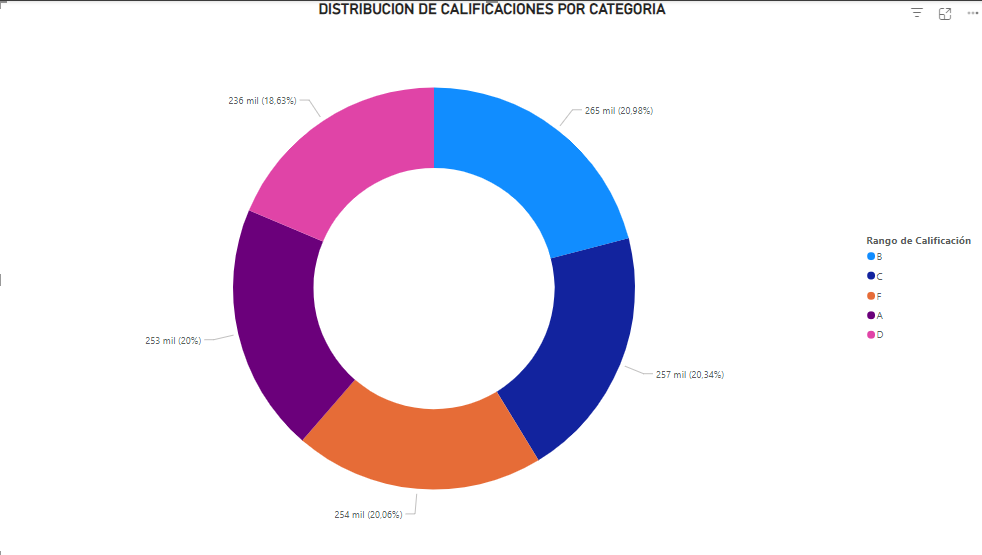 DISTRIBUCION DE CALIFICACIONES POR CATEGORIA
236 mil (18,63%)
265 mil (20,98%)
Rango de Calificación
B
C
F
A
D
253 mil (20%)
257 mil (20,34%)
254 mil (20,06%)